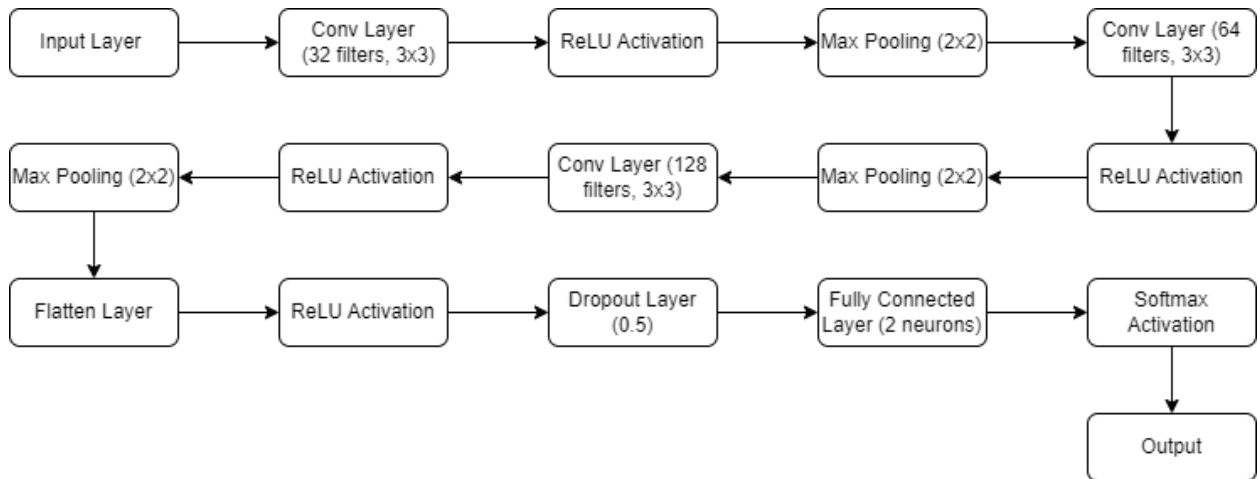 Input Layer
Conv Layer
(32 filters, 3x3)
ReLU Activation
Max Pooling (2x2)
Conv Layer (64
filters, 3x3)
ReLU Activation
Max Pooling (2x2)
Conv Layer (128
filters, 3x3)
ReLU Activation
Max Pooling (2x2)
Flatten Layer
ReLU Activation
Dropout Layer
(0.5)
Fully Connected
Layer (2 neurons)
Softmax
Activation
Output